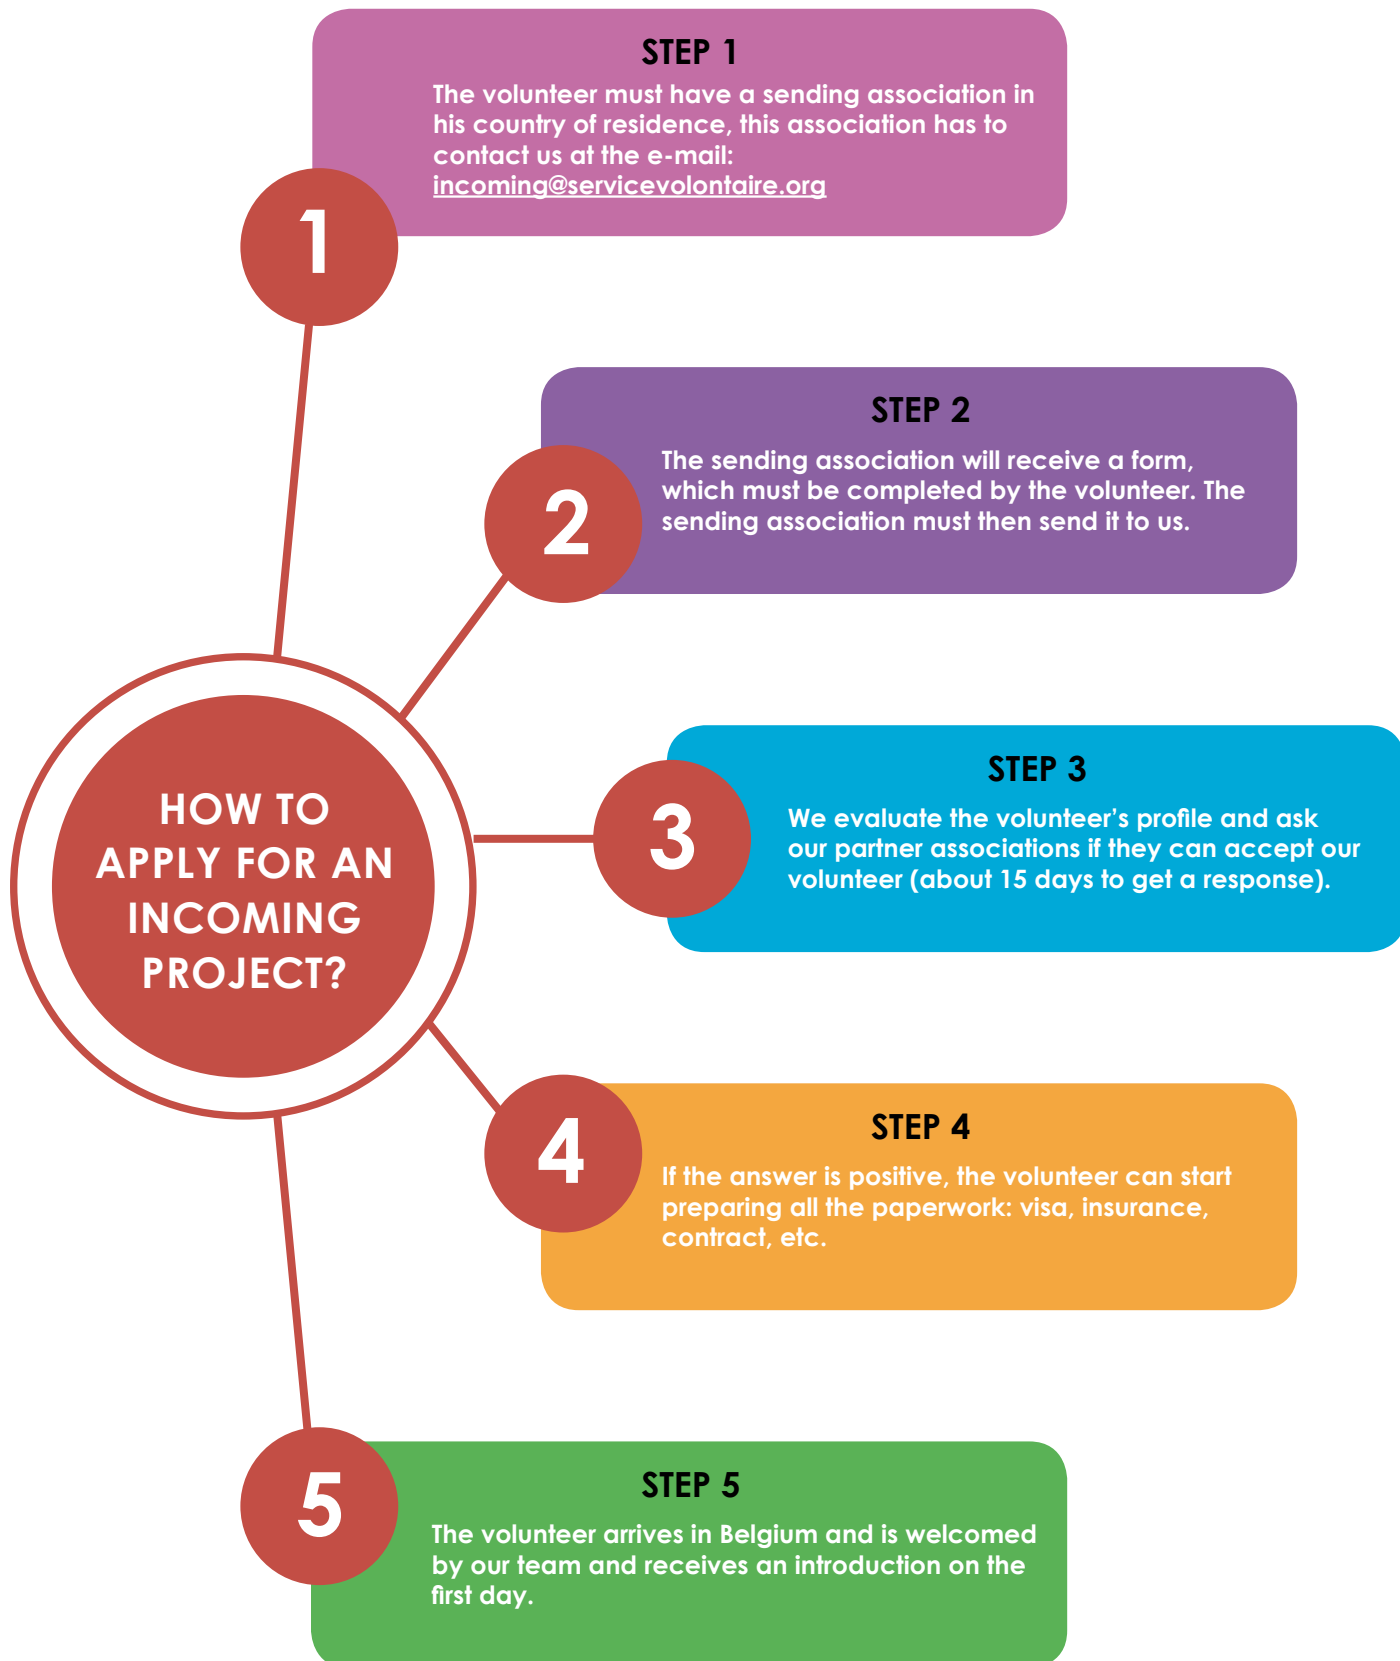 STEP 1
The volunteer must have a sending association in
his country of residence, this association has to
contact us at the e-mail:
incoming@servicevolontaire.org
1
STEP 2
The sending association will receive a form,
which must be completed by the volunteer. The
sending association must then send it to us.
2
HOW TO
APPLY FOR AN
INCOMING
PROJECT?
STEP 3
We evaluate the volunteer's profile and ask
our partner associations if they can accept our
volunteer (about 15 days to get a response).
3
STEP 4
If the answer is positive, the volunteer can start
preparing all the paperwork: visa, insurance,
contract, etc.
4
STEP 5
The volunteer arrives in Belgium and is welcomed
by our team and receives an introduction on the
first day.
5